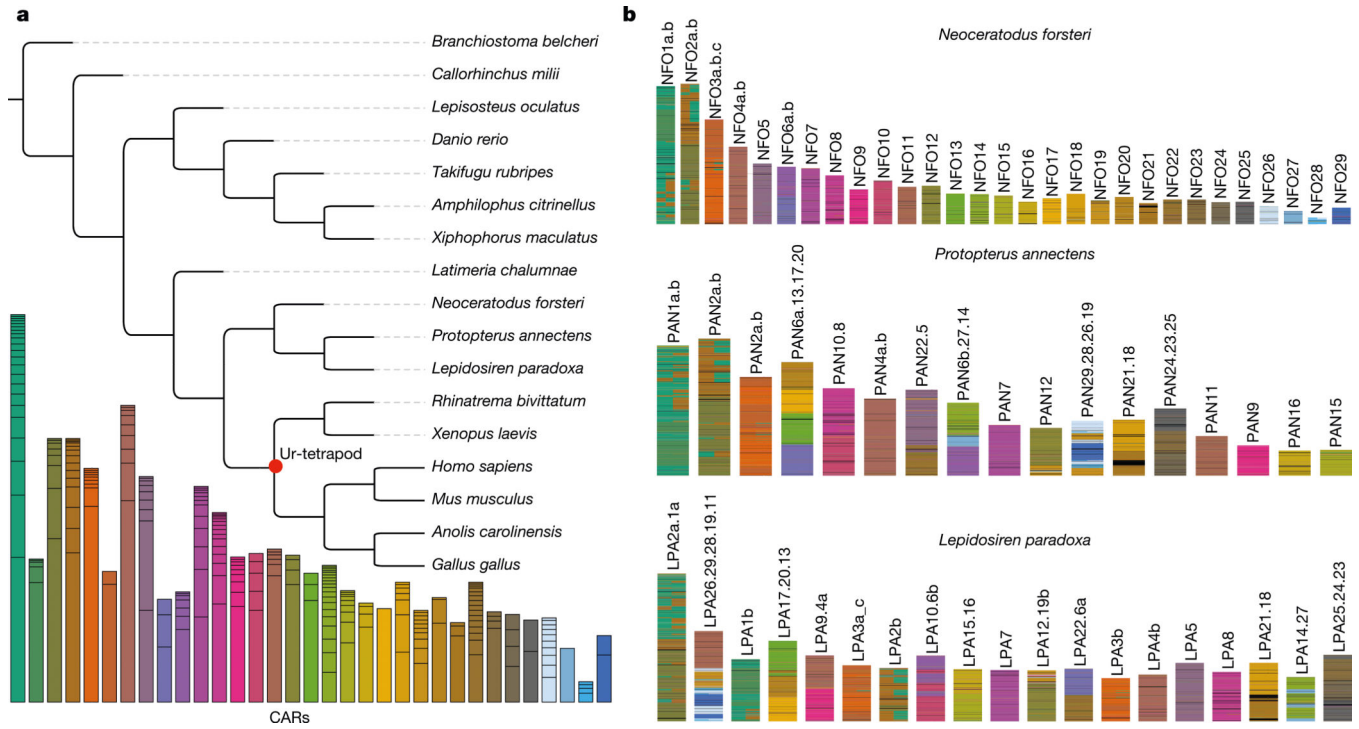 a
Branchiostoma belcheri
Callorhinchus milii
Lepisosteus oculatus
Danio rerio
Takifugu rubripes
Amphilophus citrinellus
Xiphophorus maculatus
Latimeria chalumnae
Neoceratodus forsteri
Protopterus annectens
Lepidosiren paradoxa
Rhinatrema bivittatum
Xenopus laevis
Ur-tetrapod
Homo sapiens
Mus musculus
Anolis carolinensis
Gallus gallus
CARs
b
Neoceratodus forsteri
NFO1a.b
NFO2a.b
NFO3a.b.c
NFO4a.b
NFO5
NFO6a.b
NFO7
NFO8
NFO9
NFO10
NFO11
NFO12
NFO13
NFO14
NFO15
NFO16
NFO17
NFO18
NFO19
NFO20
NFO21
NFO22
NFO23
NFO24
NFO25
NFO26
NFO27
NFO28
NFO29
Protopterus annectens
PAN1a.b
PAN2a.b
PAN2a.b
PAN6a.13.17.20
PAN10.8
PAN4a.b
PAN22.5
PAN6b.27.14
PAN7
PAN12
PAN29.28.26.19
PAN21.18
PAN24.23.25
PAN11
PAN9
PAN16
PAN15
Lepidosiren paradoxa
LPA2a.1a
LPA26.29.28.19.11
LPA1b
LPA17.20.13
LPA9.4a
LPA3a_c
LPA2b
LPA10.6b
LPA15.16
LPA7
LPA12.19b
LPA22.6a
LPA3b
LPA4b
LPA5
LPA8
LPA21.18
LPA14.27
LPA25.24.23